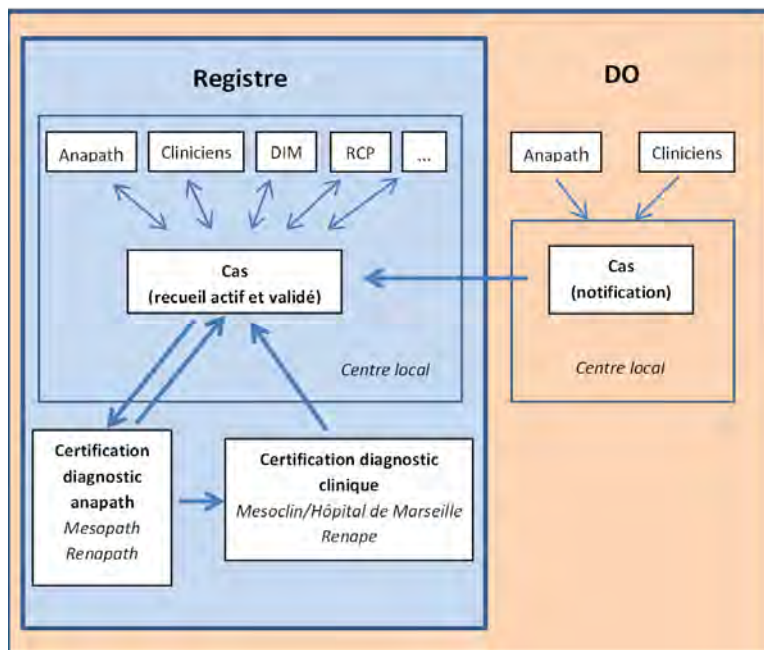 Registre
DO
Anapath
Cliniciens
DIM
RCP
...
Anapath
Cliniciens
Cas
(recueil actif et validé)
Cas
(notification)
Centre local
Centre local
Certification
diagnostic
anapath
Mesopath
Renapath
Certification diagnostic
clinique
Mesoclin/Hôpital de Marseille
Renape